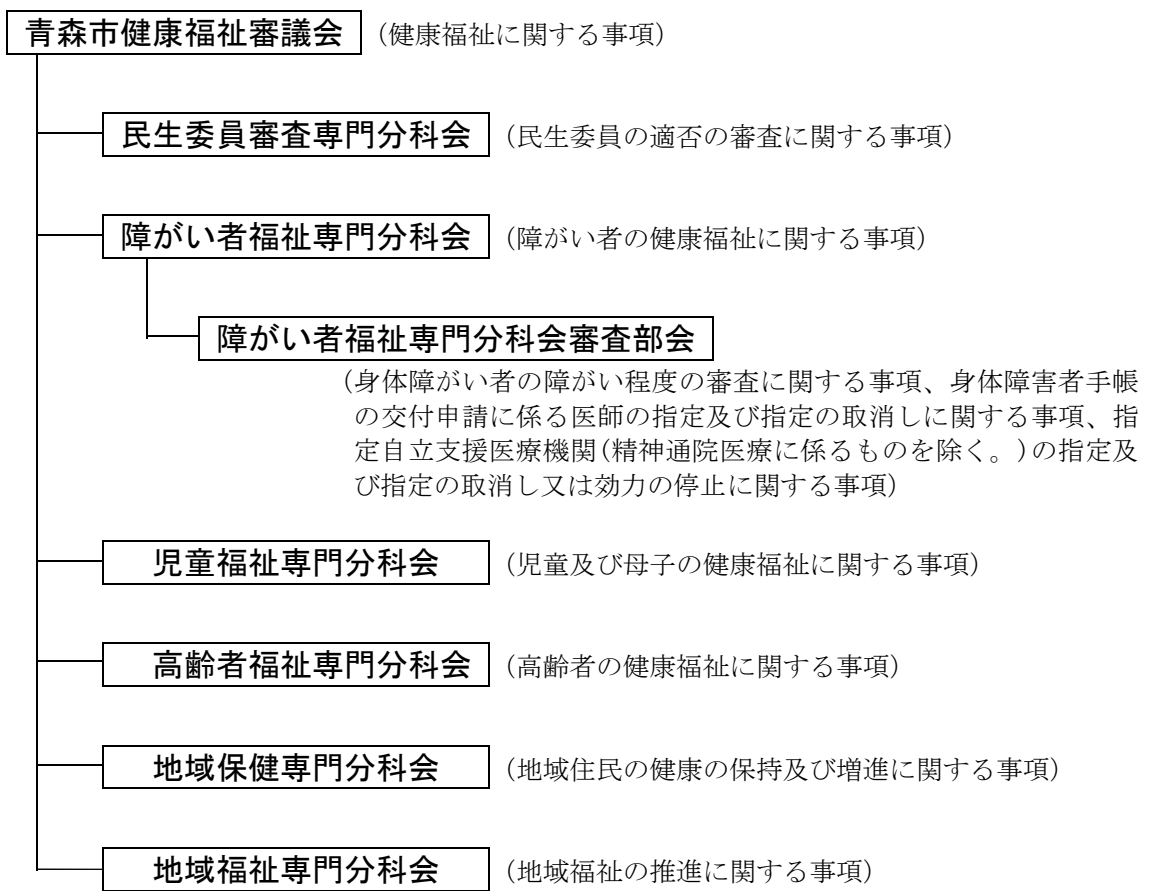 青森市健康福祉審議会 (健康福祉に関する事項)
民生委員審査専門分科会 (民生委員の適否の審査に関する事項)
障がい者福祉専門分科会 (障がい者の健康福祉に関する事項)
障がい者福祉専門分科会審査部会
(身体障がい者の障がい程度の審査に関する事項、身体障害者手帳
の交付申請に係る医師の指定及び指定の取消しに関する事項、指
定自立支援医療機関(精神通院医療に係るものを除く。)の指定及
び指定の取消し又は効力の停止に関する事項)
児童福祉専門分科会 (児童及び母子の健康福祉に関する事項)
高齢者福祉専門分科会 (高齢者の健康福祉に関する事項)
地域保健専門分科会 (地域住民の健康の保持及び増進に関する事項)
地域福祉専門分科会 (地域福祉の推進に関する事項)